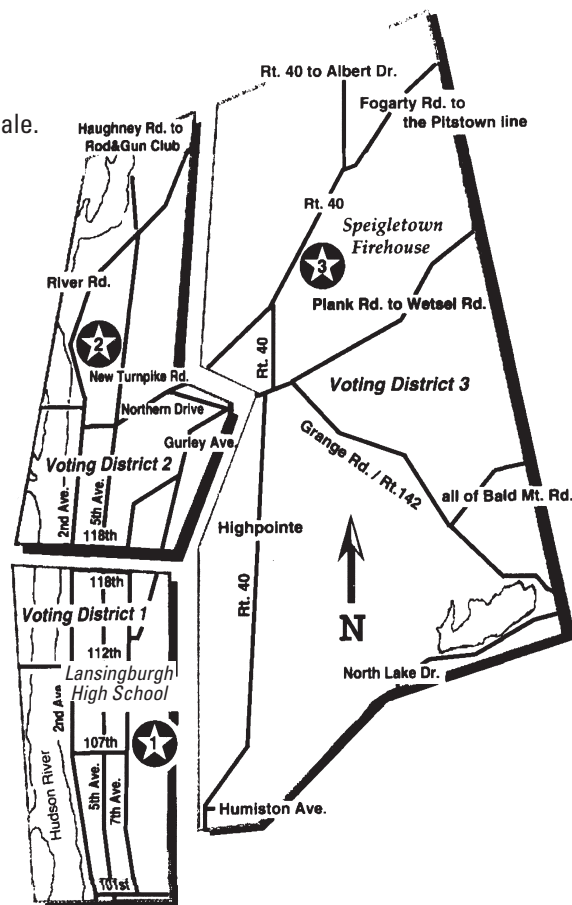 ale.
Rt. 40 to Albert Dr.
Fogarty Rd. to
the Pitstown line
Haughney Rd. to
Rod&Gun Club
Rt. 40
Speigletown
Firehouse
3
River Rd.
Plank Rd. to Wetsel Rd.
2
Rt. 40
New Turnpike Rd.
Voting District 3
Northern Drive
Gurley Ave.
Grange Rd. / Rt.142
Voting District 2
2nd Ave.
5th Ave.
all of Bald Mt. Rd.
118th
Highpointe
118th
Rt. 40
Voting District 1
N
112th
Lansingburgh
High School
North Lake Dr.
2nd Ave
107th
1
Hudson River
5th Ave.
7th Ave.
Humiston Ave.
101st